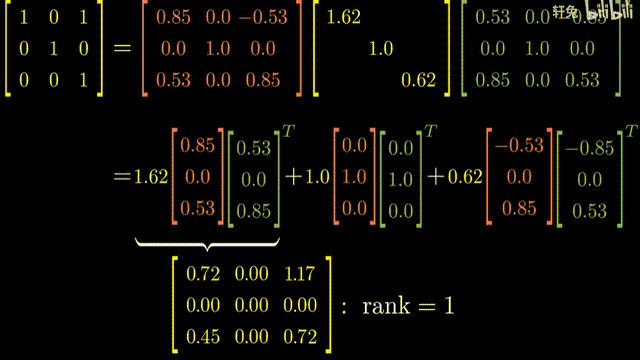 轩兔 bilibili
1 0 1 0.85 0.0 −0.53 1.62 0.53 0.0 −0.85
0 1 0 = 0.0 1.0 0.0 1.0 0.0 1.0 0.0
0 0 1 0.53 0.0 0.85 0.62 0.85 0.0 0.53
0.85 0.53 T 0.0 0.0 T −0.53 −0.85 T
=1.62 0.0 0.0 +1.0 1.0 1.0 +0.62 0.0 0.0
0.53 0.85 0.0 0.0 0.85 0.53
0.72 0.00 1.17
0.00 0.00 0.00 : rank = 1
0.45 0.00 0.72